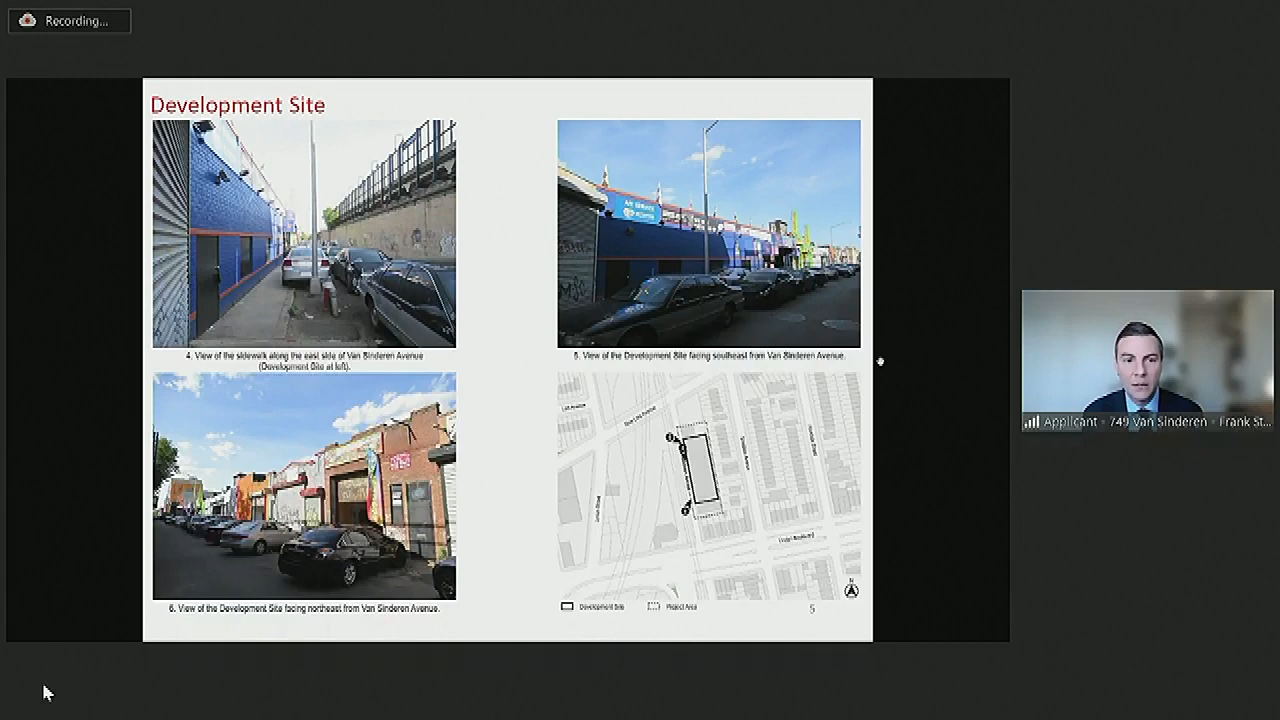 Recording...
Development Site
4. View of the sidewalk along the east side of Van Sinderen Avenue
(Development Site at left).
5. View of the Development Site facing southeast from Van Sinderen Avenue.
6. View of the Development Site facing northeast from Van Sinderen Avenue.
N
Development Site
Project Area
5
Applicant - 749 Van Sinderen - Frank St...